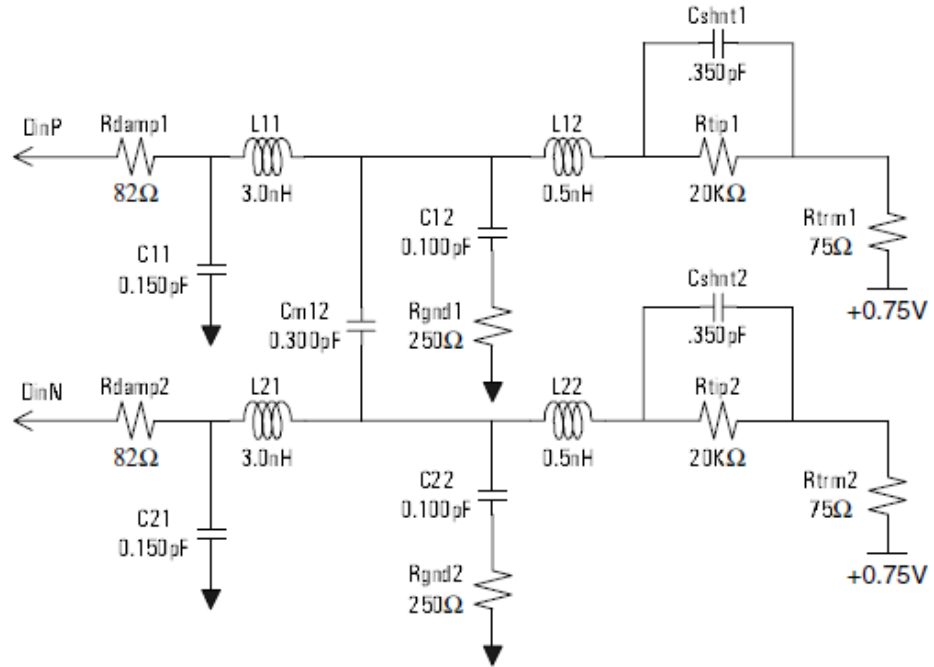 Cshnt1
.350pF
DinP
Rdamp1
L11
L12
Rtip1
82Ω
3.0nH
0.5nH
20KΩ
C11
0.150pF
C12
0.100pF
Rtrm1
75Ω
Cm12
0.300pF
Rgnd1
250Ω
Cshnt2
.350pF
+0.75V
DinN
Rdamp2
L21
L22
Rtip2
82Ω
3.0nH
0.5nH
20KΩ
C21
0.150pF
C22
0.100pF
Rtrm2
75Ω
Rgnd2
250Ω
+0.75V